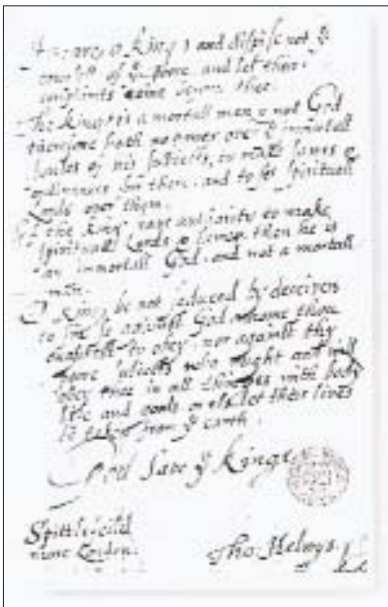 Heare o King, and dispise not yᵉ
counsell of yᵉ poore, and let their
complaints come before thee.
The King is a mortall man, & not God
therefore hath no power over yᵉ immortall
soules of his subiects, to make lawes &
ordinances for them, and to set spirituall
Lords over them.
If the King have authority to make
spirituall Lords & lawes, then he is
an immortall God, and not a mortall
man.
O King, be not seduced by deceivers
to sin so against God whome thou
oughtest to obey, nor against thy
poore subiects who ought and will
obey thee in all things with body
life and goods, or els let their lives
be taken from yᵉ earth.
God save yᵉ King
Spittlefeild
neare London.
Tho: Helwys.